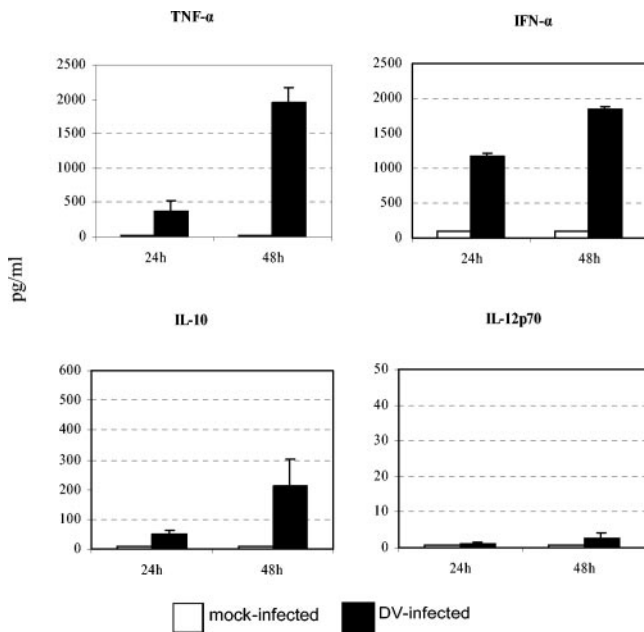 TNF-α
IFN-α
2500
2000
1500
1000
500
0
24h
48h
2500
2000
1500
1000
500
0
24h
48h
pg/ml
IL-10
IL-12p70
600
500
400
300
200
100
0
24h
48h
50
40
30
20
10
0
24h
48h
mock-infected
DV-infected